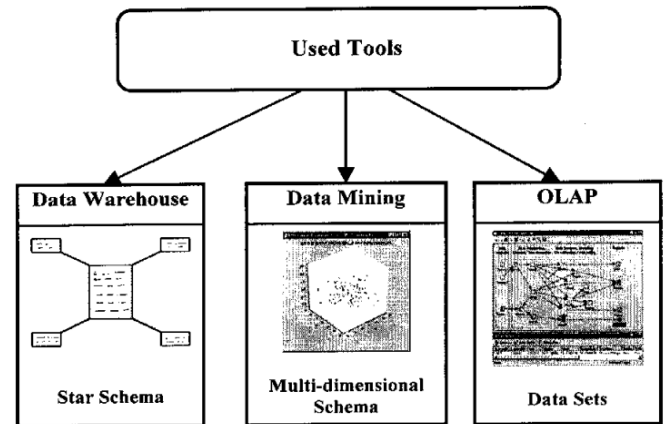 Used Tools
Data Warehouse
Data Mining
OLAP
Star Schema
Multi-dimensional
Schema
Data Sets